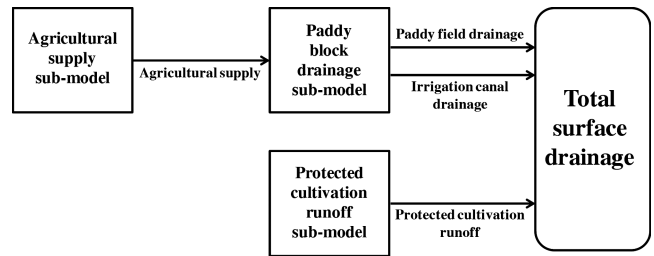 Agricultural
supply
sub-model
Agricultural supply
Paddy
block
drainage
sub-model
Paddy field drainage
Irrigation canal
drainage
Protected
cultivation
runoff
sub-model
Protected cultivation
runoff
Total
surface
drainage